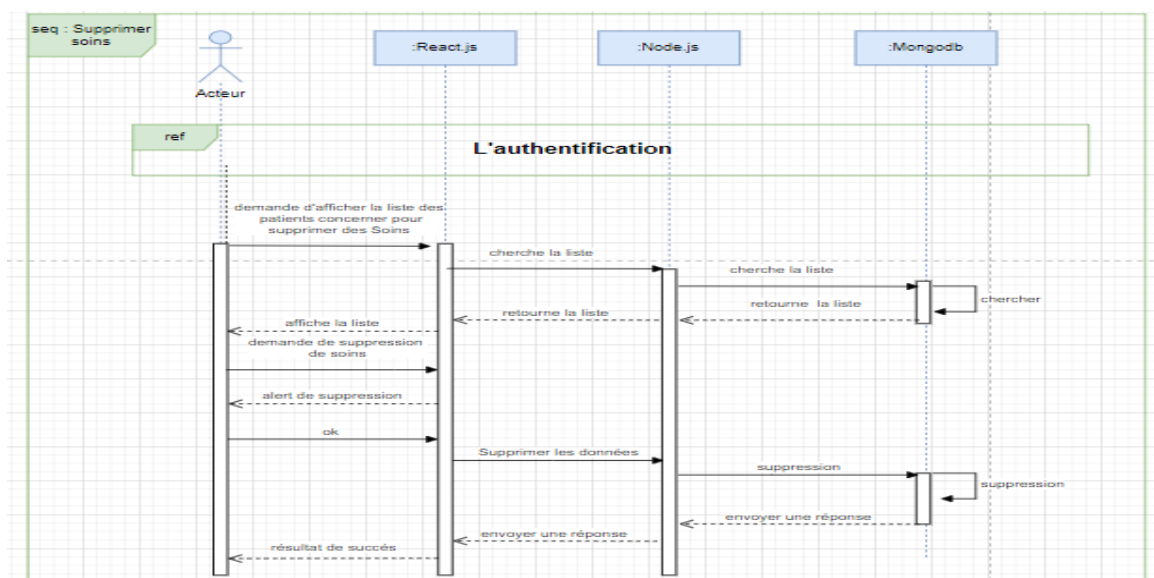 seq : Supprimer
soins
:React.js
:Node.js
:Mongodb
Acteur
ref
L'authentification
demande d'afficher la liste des
patients concerner pour
supprimer des Soins
cherche la liste
cherche la liste
chercher
retourne la liste
retourne la liste
affiche la liste
demande de suppression
de soins
alert de suppression
ok
Supprimer les données
suppression
suppression
envoyer une réponse
envoyer une réponse
résultat de succés